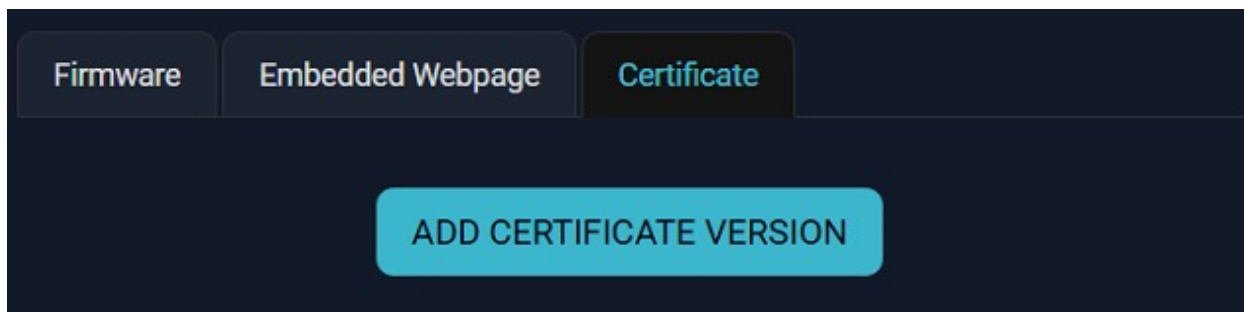 Firmware Embedded Webpage Certificate
ADD CERTIFICATE VERSION